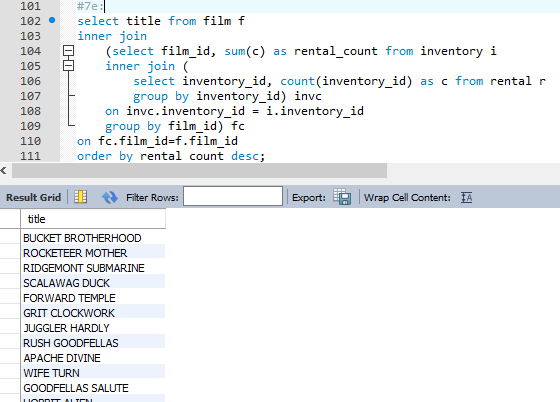 101 #7e:
102 select title from film f
103 inner join
104 (select film_id, sum(c) as rental_count from inventory i
105 inner join (
106 select inventory_id, count(inventory_id) as c from rental r
107 group by inventory_id) invc
108 on invc.inventory_id = i.inventory_id
109 group by film_id) fc
110 on fc.film_id=f.film_id
111 order by rental_count desc;
Result Grid Filter Rows: Export: Wrap Cell Content: IA
title
BUCKET BROTHERHOOD
ROCKETEER MOTHER
RIDGEMONT SUBMARINE
SCALAWAG DUCK
FORWARD TEMPLE
GRIT CLOCKWORK
JUGGLER HARDLY
RUSH GOODFELLAS
APACHE DIVINE
WIFE TURN
GOODFELLAS SALUTE
HOBBIT ALIEN